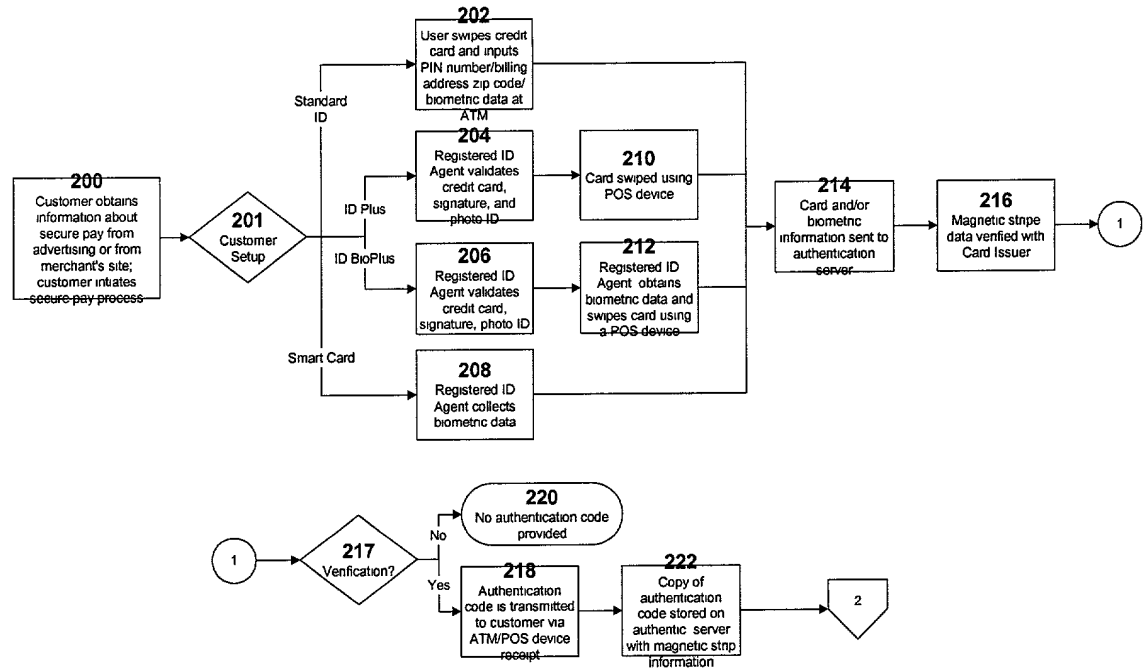 202
User swipes credit
card and inputs
PIN number/billing
address zip code/
biometric data at
ATM
Standard
ID
204
Registered ID
Agent validates
credit card,
signature, and
photo ID
210
Card swiped using
POS device
200
Customer obtains
information about
secure pay from
advertising or from
merchant's site;
customer intiates
secure pay process
201
Customer
Setup
ID Plus
ID BioPlus
214
Card and/or
biometric
information sent to
authentication
server
216
Magnetic stripe
data verified with
Card Issuer
1
206
Registered ID
Agent validates
credit card,
signature, photo ID
212
Registered ID
Agent obtains
biometric data and
swipes card using
a POS device
Smart Card
208
Registered ID
Agent collects
biometric data
220
No authentication code
provided
1
217
Verification?
No
Yes
218
Authentication
code is transmitted
to customer via
ATM/POS device
receipt
222
Copy of
authentication
code stored on
authentic server
with magnetic strip
information
2